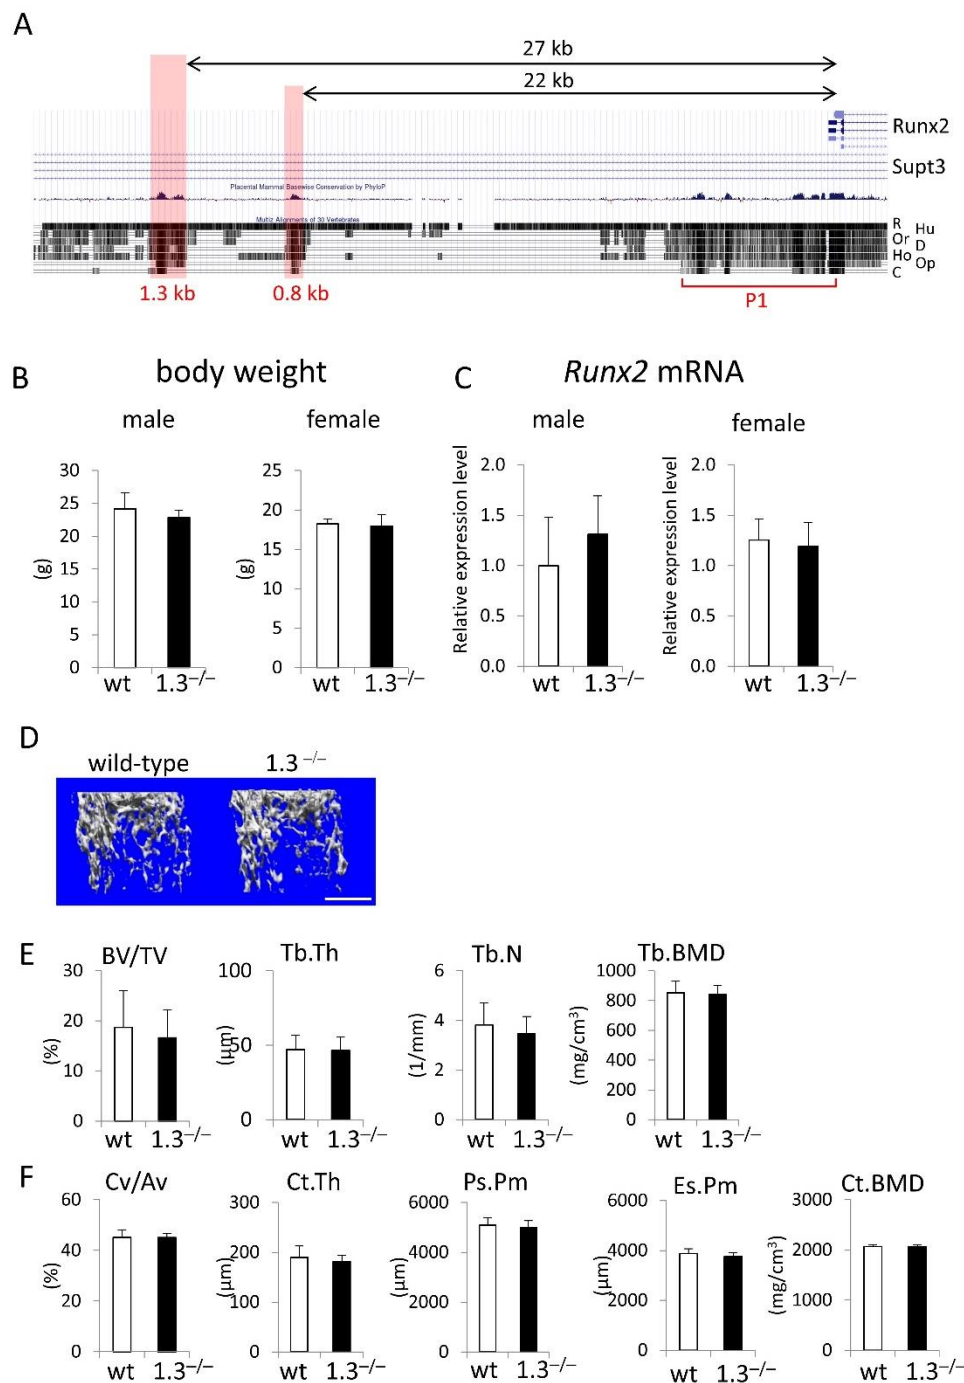 A
27 kb
22 kb
Runx2
Supt3
Placental Mammal Basewise Conservation by PhyloP
Multiz Alignments of 30 Vertebrates
R Hu
Or D
Ho Op
C
1.3 kb 0.8 kb P1
B body weight C Runx2 mRNA
male female male female
30
25
20
15
10
5
0
(g)
wt 1.3−/−
25
20
15
10
5
0
(g)
wt 1.3−/−
2.0
1.5
1.0
0.5
0.0
Relative expression level
wt 1.3−/−
2.0
1.5
1.0
0.5
0.0
Relative expression level
wt 1.3−/−
D
wild-type 1.3 −/−
E
BV/TV
30
20
10
0
(%)
wt 1.3−/−
Tb.Th
100
50
0
(μm)
wt 1.3−/−
Tb.N
6
4
2
0
(1/mm)
wt 1.3−/−
Tb.BMD
1000
800
600
400
200
0
(mg/cm³)
wt 1.3−/−
F
Cv/Av
60
40
20
0
(%)
wt 1.3−/−
Ct.Th
300
200
100
0
(μm)
wt 1.3−/−
Ps.Pm
6000
4000
2000
0
(μm)
wt 1.3−/−
Es.Pm
6000
4000
2000
0
(μm)
wt 1.3−/−
Ct.BMD
3000
2000
1000
0
(mg/cm³)
wt 1.3−/−